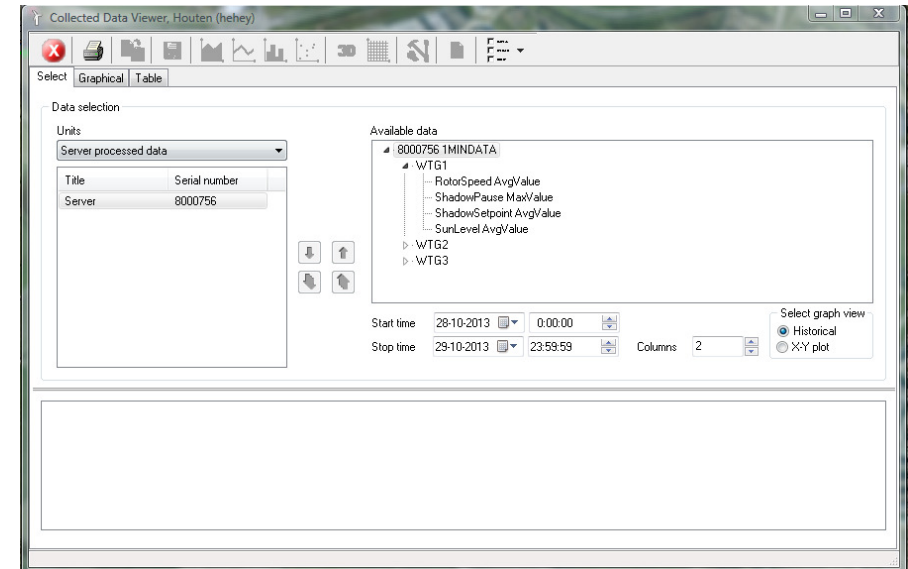 Collected Data Viewer, Houten (hehey)
3D
Select Graphical Table
Data selection
Units
Server processed data
Title Serial number
Server 8000756
Available data
8000756 1MINDATA
WTG1
RotorSpeed AvgValue
ShadowPause MaxValue
ShadowSetpoint AvgValue
SunLevel AvgValue
WTG2
WTG3
Start time 28-10-2013 0:00:00
Stop time 29-10-2013 23:59:59 Columns 2
Select graph view
Historical
X-Y plot